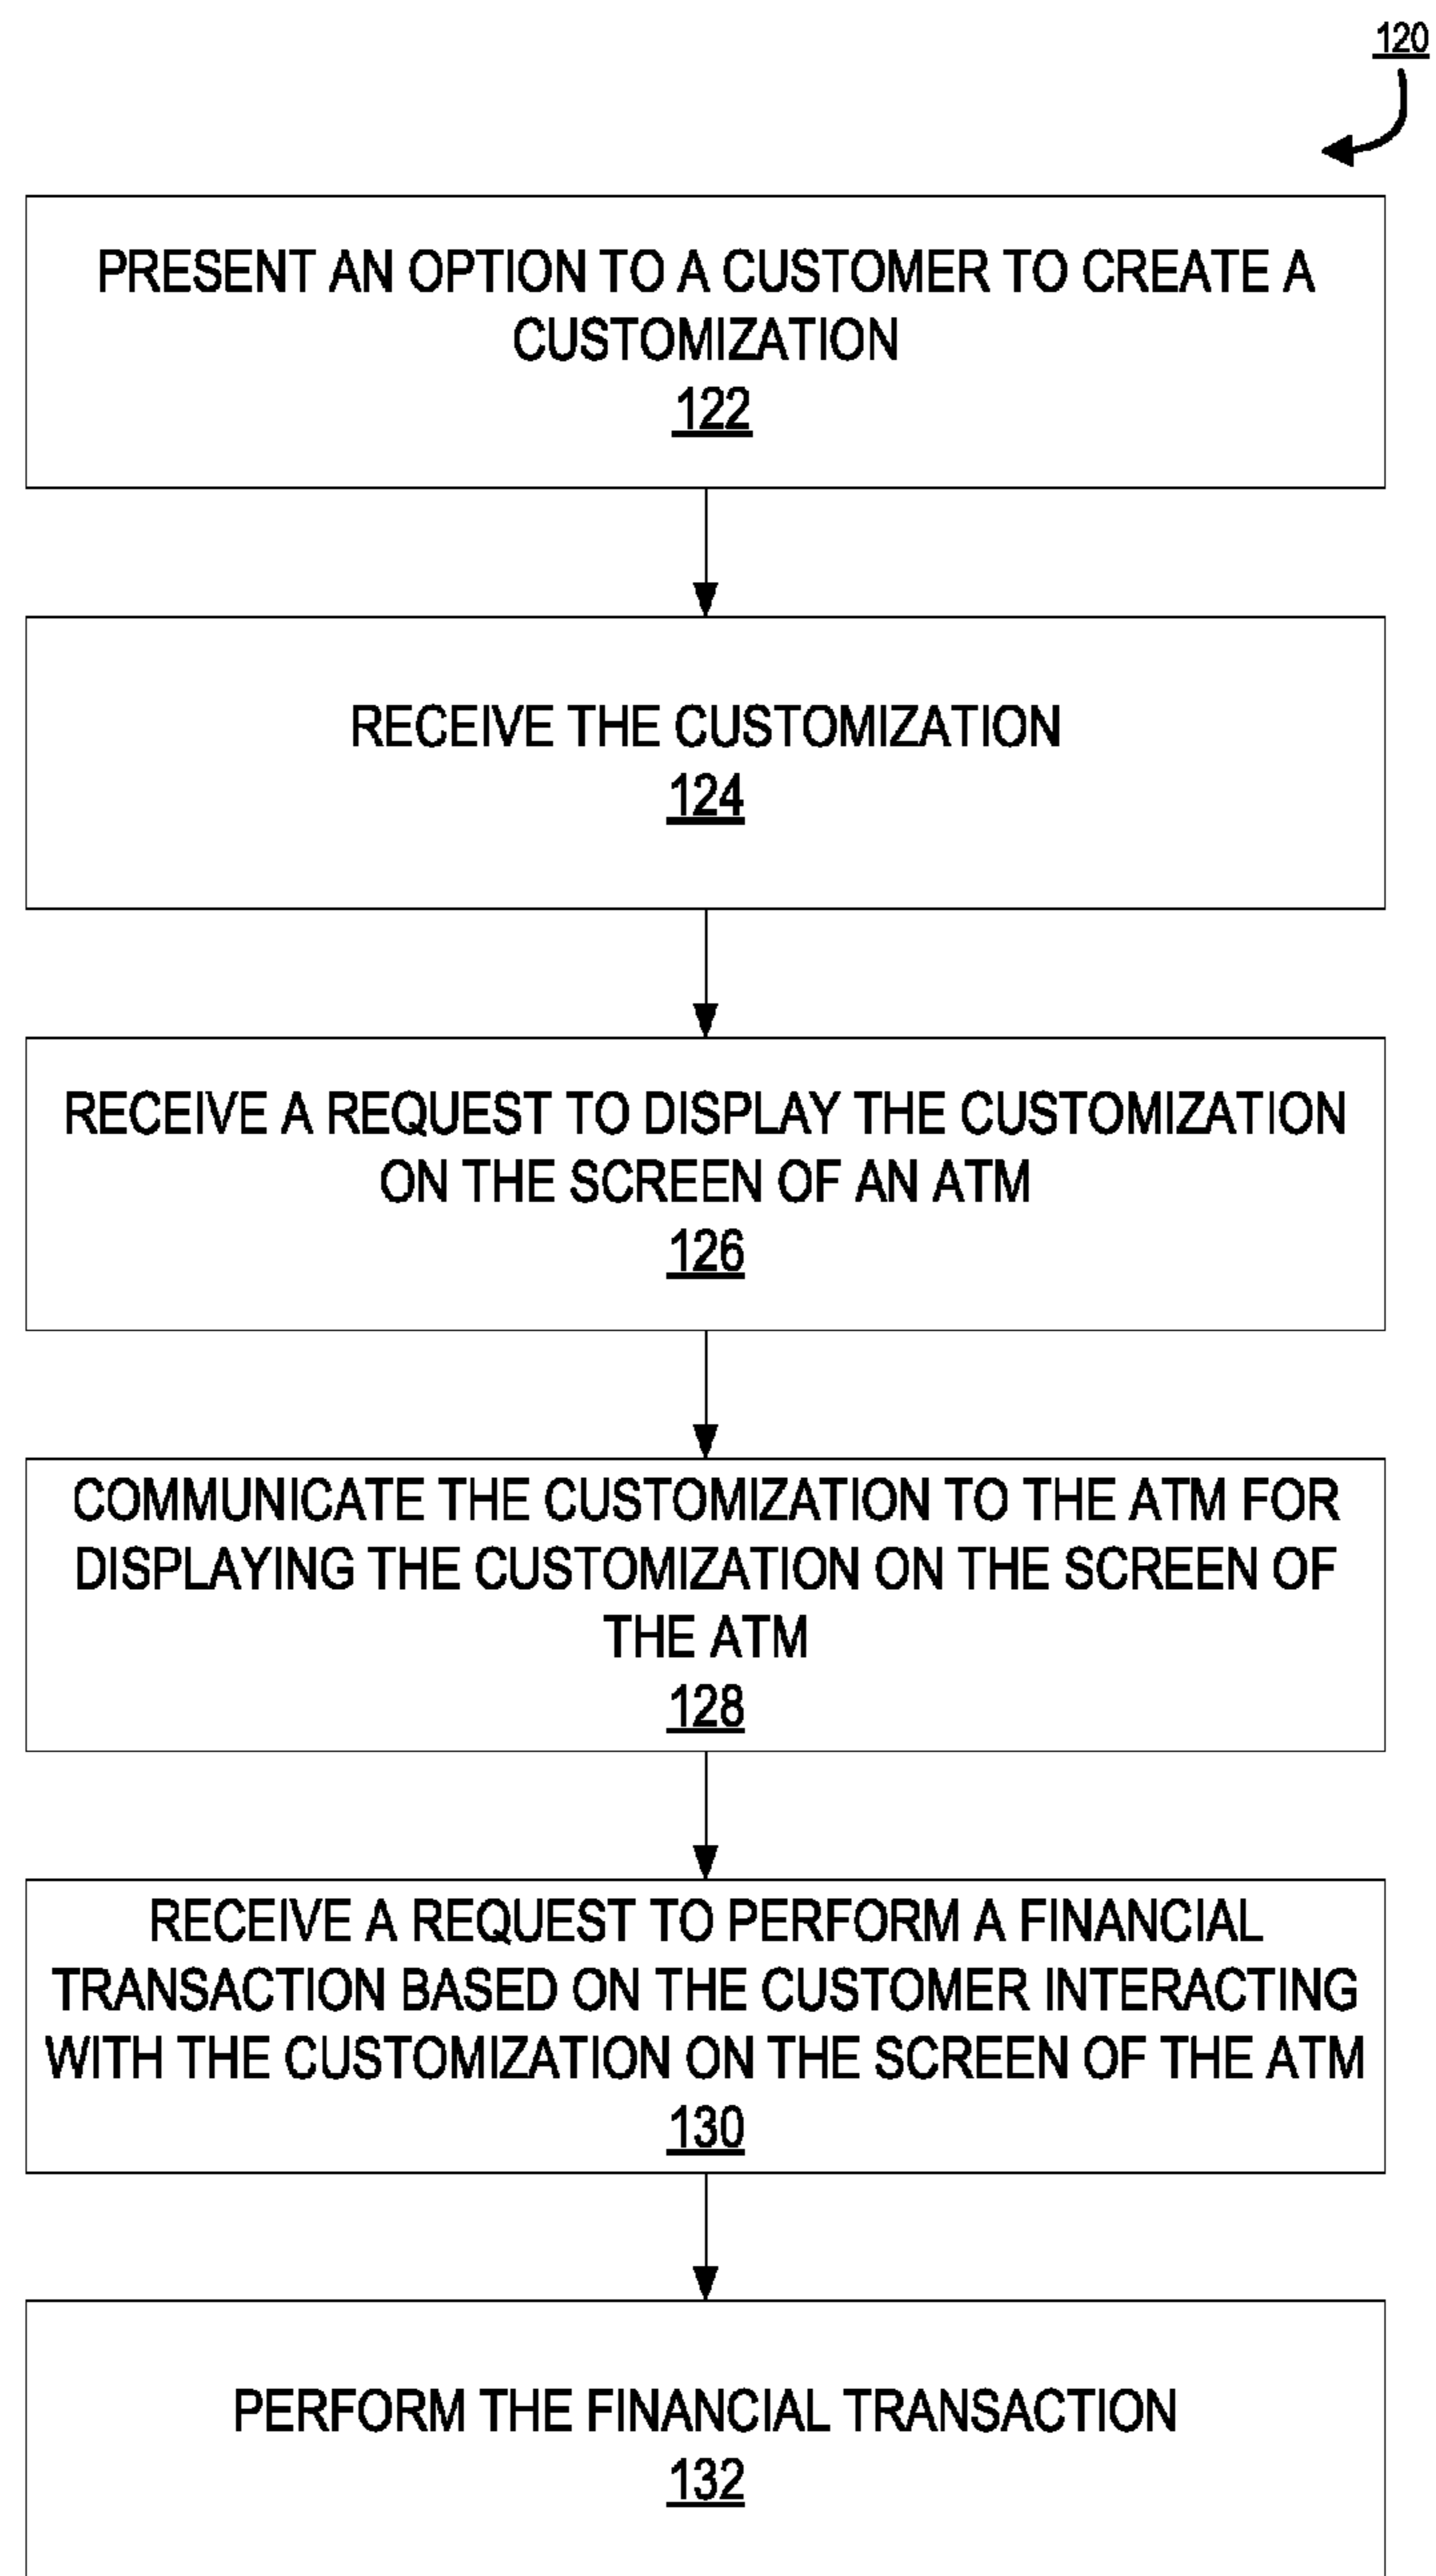 120
PRESENT AN OPTION TO A CUSTOMER TO CREATE A
CUSTOMIZATION
122
RECEIVE THE CUSTOMIZATION
124
RECEIVE A REQUEST TO DISPLAY THE CUSTOMIZATION
ON THE SCREEN OF AN ATM
126
COMMUNICATE THE CUSTOMIZATION TO THE ATM FOR
DISPLAYING THE CUSTOMIZATION ON THE SCREEN OF
THE ATM
128
RECEIVE A REQUEST TO PERFORM A FINANCIAL
TRANSACTION BASED ON THE CUSTOMER INTERACTING
WITH THE CUSTOMIZATION ON THE SCREEN OF THE ATM
130
PERFORM THE FINANCIAL TRANSACTION
132